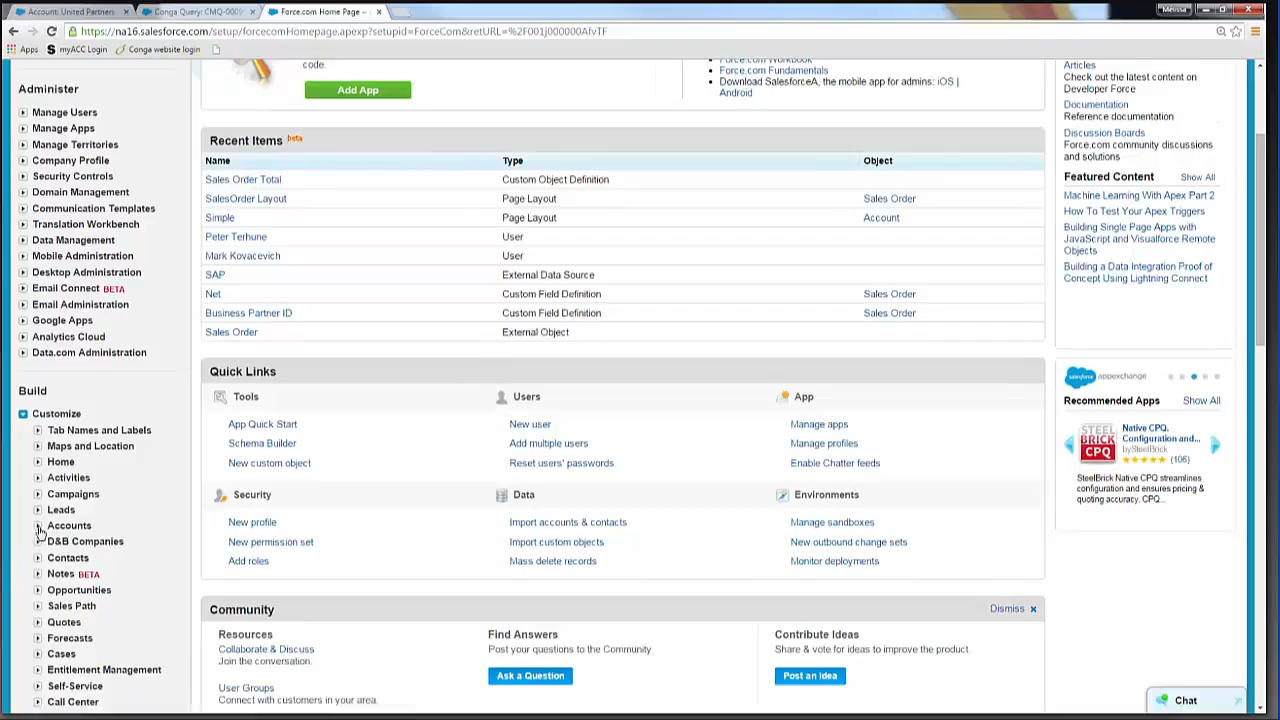 Account: United Partners
Conga Query: CMQ-0009
Force.com Home Page ~
Melissa
https://na16.salesforce.com/setup/forcecomHomepage.apexp?setupid=ForceCom&retURL=%2F001j000000AfvTF
Apps
myACC Login
Conga website login
Administer
Manage Users
Manage Apps
Manage Territories
Company Profile
Security Controls
Domain Management
Communication Templates
Translation Workbench
Data Management
Mobile Administration
Desktop Administration
Email Connect BETA
Email Administration
Google Apps
Analytics Cloud
Data.com Administration
Build
Customize
Tab Names and Labels
Maps and Location
Home
Activities
Campaigns
Leads
Accounts
D&B Companies
Contacts
Notes BETA
Opportunities
Sales Path
Quotes
Forecasts
Cases
Entitlement Management
Self-Service
Call Center
code.
Add App
Force.com Workbook
Force.com Fundamentals
Download SalesforceA, the mobile app for admins: iOS |
Android
Recent Items beta
Name Type Object
Sales Order Total Custom Object Definition
SalesOrder Layout Page Layout Sales Order
Simple Page Layout Account
Peter Terhune User
Mark Kovacevich User
SAP External Data Source
Net Custom Field Definition Sales Order
Business Partner ID Custom Field Definition Sales Order
Sales Order External Object
Quick Links
Tools
App Quick Start
Schema Builder
New custom object
Users
New user
Add multiple users
Reset users' passwords
App
Manage apps
Manage profiles
Enable Chatter feeds
Security
New profile
New permission set
Add roles
Data
Import accounts & contacts
Import custom objects
Mass delete records
Environments
Manage sandboxes
New outbound change sets
Monitor deployments
Community
Dismiss x
Resources
Collaborate & Discuss
Join the conversation.
User Groups
Connect with customers in your area.
Find Answers
Post your questions to the Community
Ask a Question
Contribute Ideas
Share & vote for ideas to improve the product.
Post an Idea
Articles
Check out the latest content on
Developer Force
Documentation
Reference documentation
Discussion Boards
Force.com community discussions
and solutions
Featured Content Show All
Machine Learning With Apex Part 2
How To Test Your Apex Triggers
Building Single Page Apps with
JavaScript and Visualforce Remote
Objects
Building a Data Integration Proof of
Concept Using Lightning Connect
salesforce appexchange
Recommended Apps Show All
STEEL
BRICK
CPQ
Native CPQ.
Configuration and...
by SteelBrick
(106)
SteelBrick Native CPQ streamlines
configuration and ensures pricing &
quoting accuracy. CPQ...
Chat